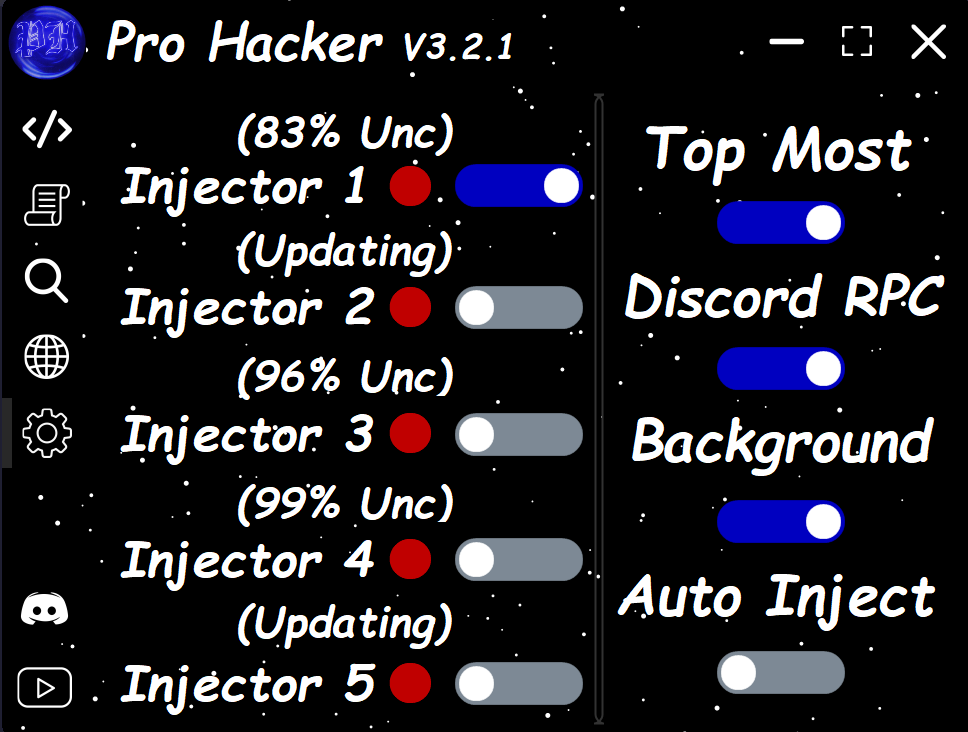 PH
Pro Hacker V3.2.1
(83% Unc)
Injector 1
(Updating)
Injector 2
(96% Unc)
Injector 3
(99% Unc)
Injector 4
(Updating)
Injector 5
Top Most
Discord RPC
Background
Auto Inject